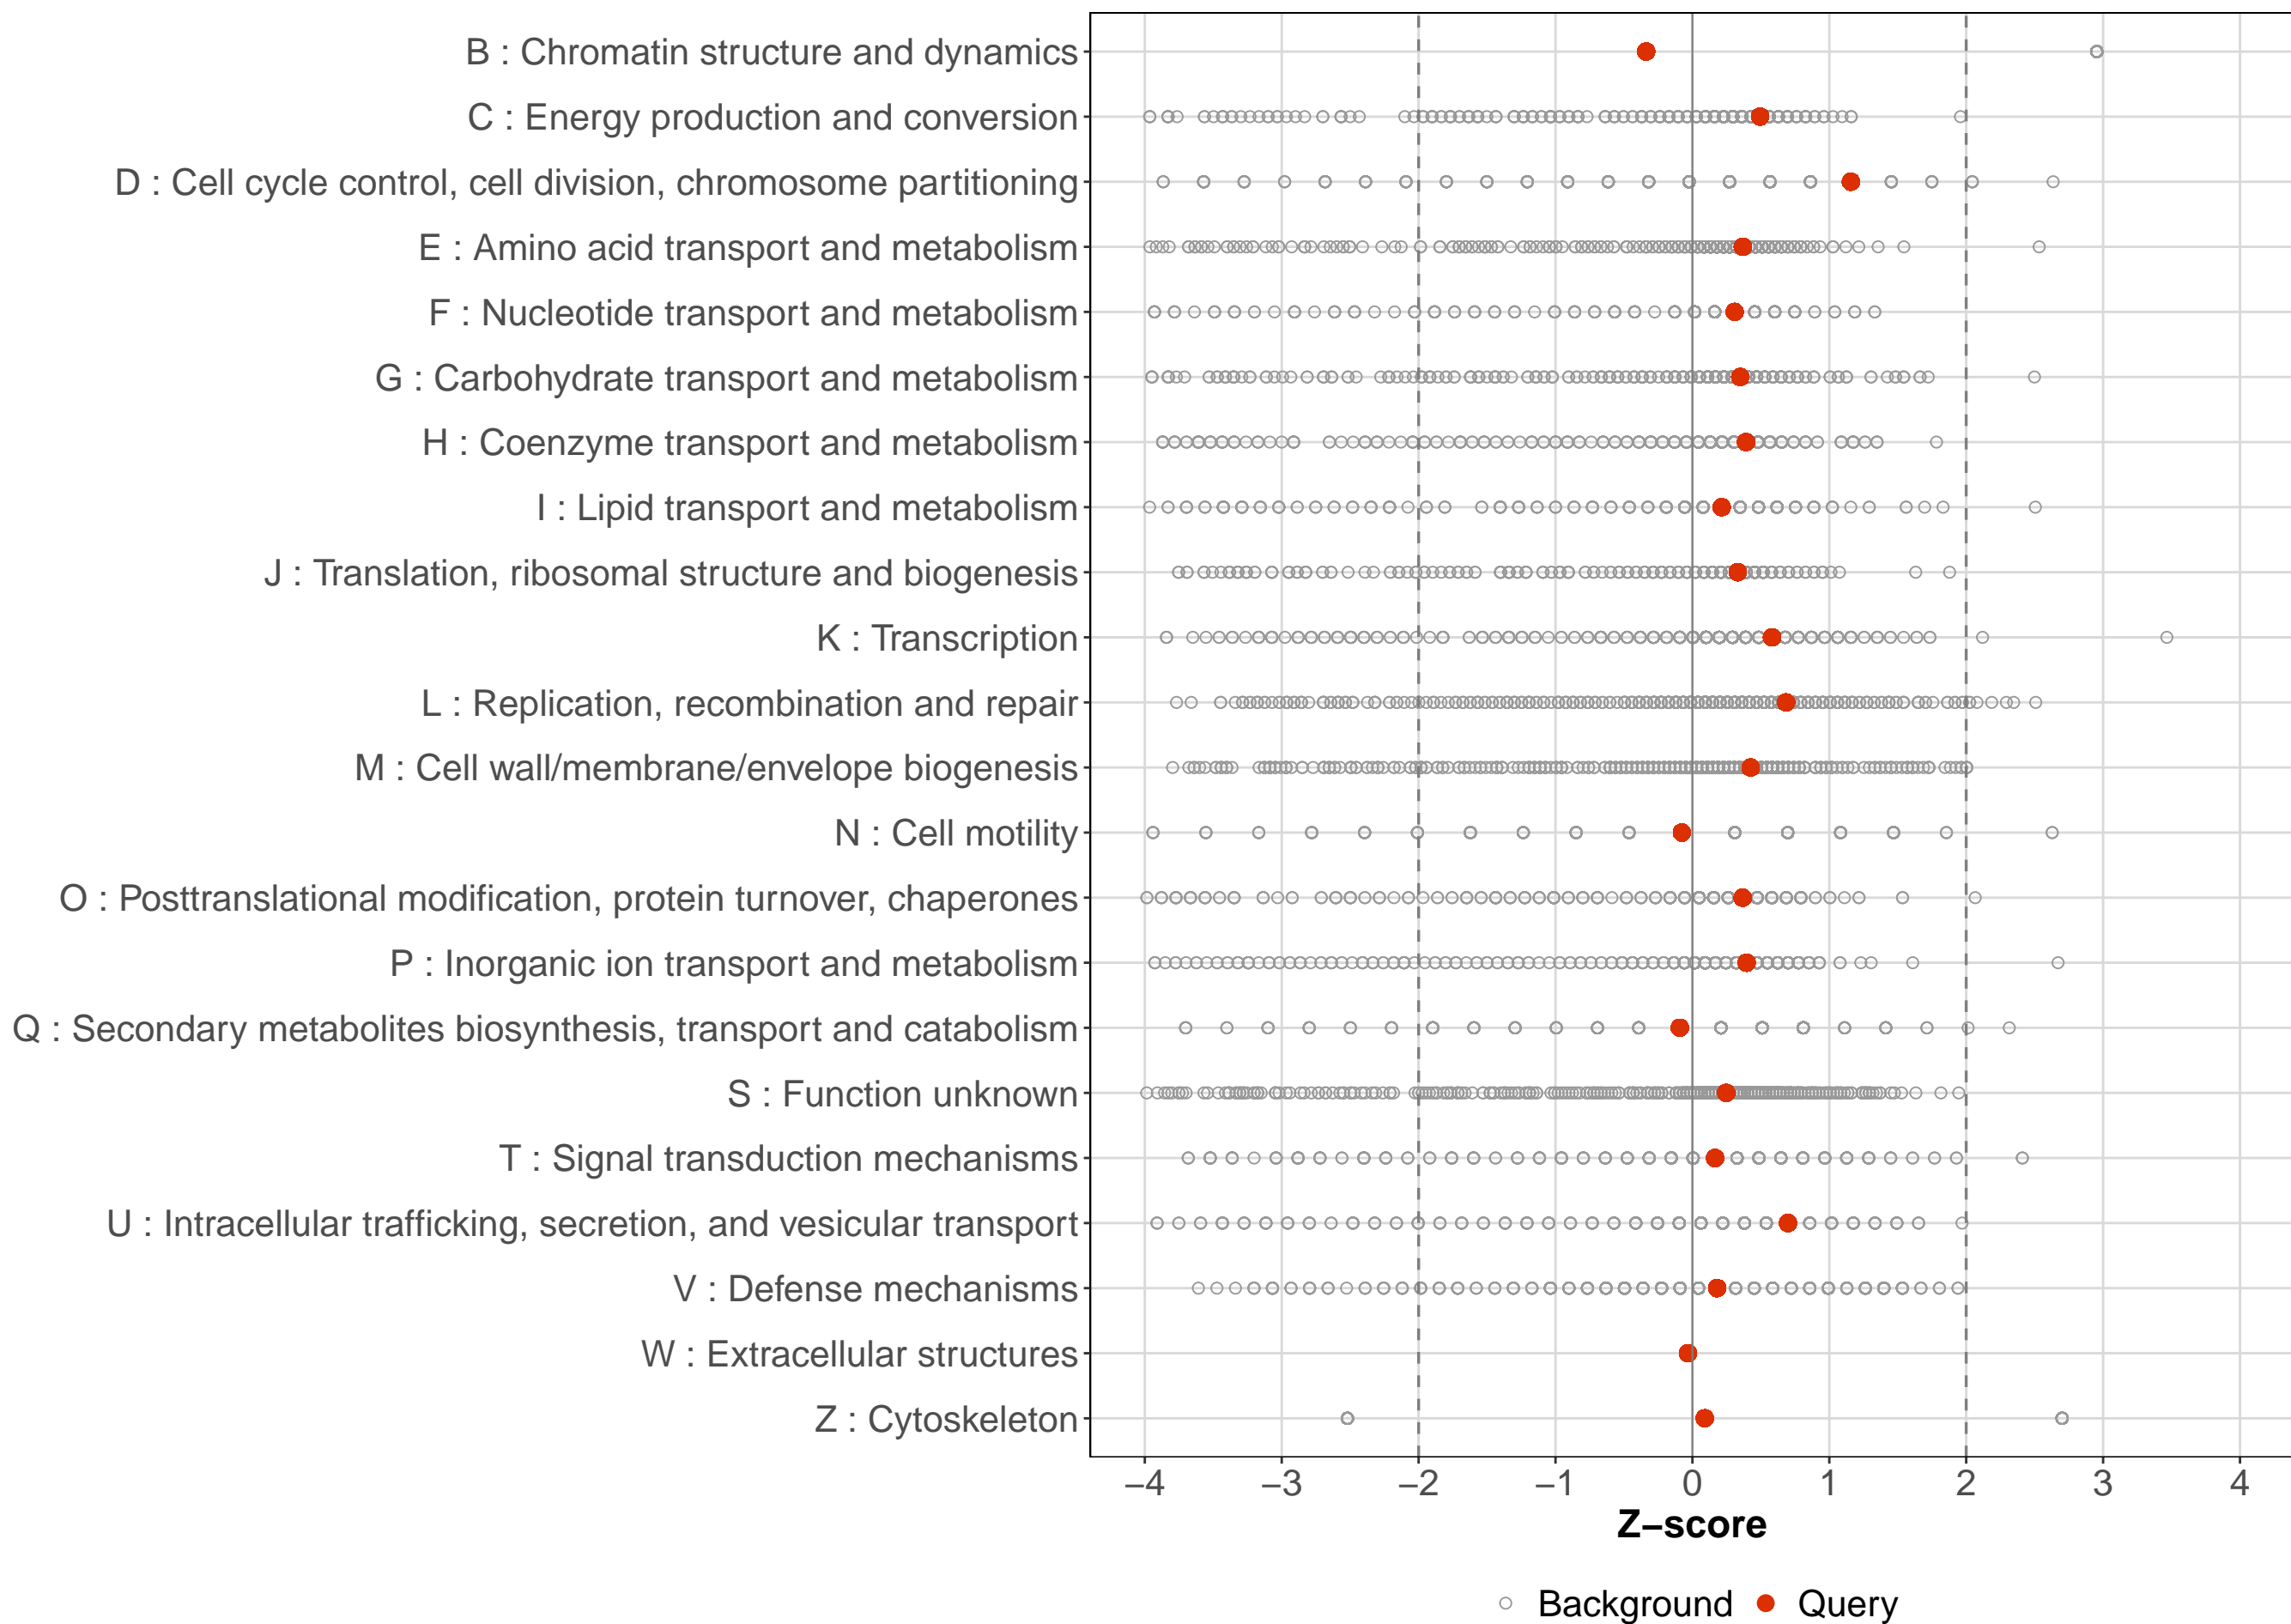 B : Chromatin structure and dynamics
C : Energy production and conversion
D : Cell cycle control, cell division, chromosome partitioning
E : Amino acid transport and metabolism
F : Nucleotide transport and metabolism
G : Carbohydrate transport and metabolism
H : Coenzyme transport and metabolism
I : Lipid transport and metabolism
J : Translation, ribosomal structure and biogenesis
K : Transcription
L : Replication, recombination and repair
M : Cell wall/membrane/envelope biogenesis
N : Cell motility
O : Posttranslational modification, protein turnover, chaperones
P : Inorganic ion transport and metabolism
Q : Secondary metabolites biosynthesis, transport and catabolism
S : Function unknown
T : Signal transduction mechanisms
U : Intracellular trafficking, secretion, and vesicular transport
V : Defense mechanisms
W : Extracellular structures
Z : Cytoskeleton
−4 −3 −2 −1 0 1 2 3 4
Z−score
Background Query